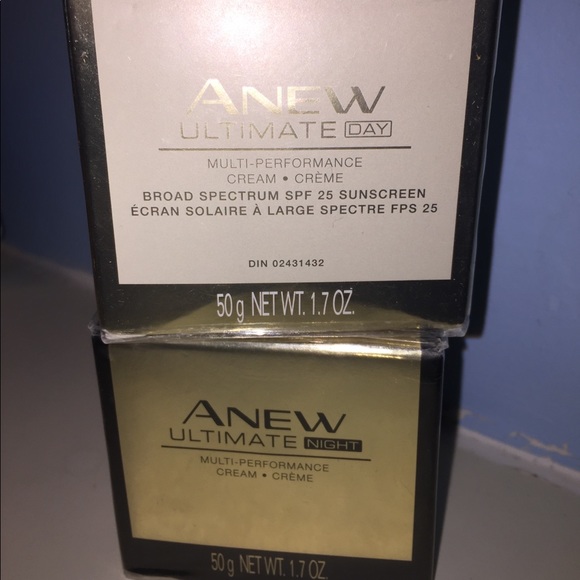 ANEW
ULTIMATE DAY
MULTI-PERFORMANCE
CREAM • CRÈME
BROAD SPECTRUM SPF 25 SUNSCREEN
ÉCRAN SOLAIRE À LARGE SPECTRE FPS 25
DIN 02431432
50 g NET WT. 1.7 OZ.
ANEW
ULTIMATE NIGHT
MULTI-PERFORMANCE
CREAM • CRÈME
50 g NET WT. 1.7 OZ.